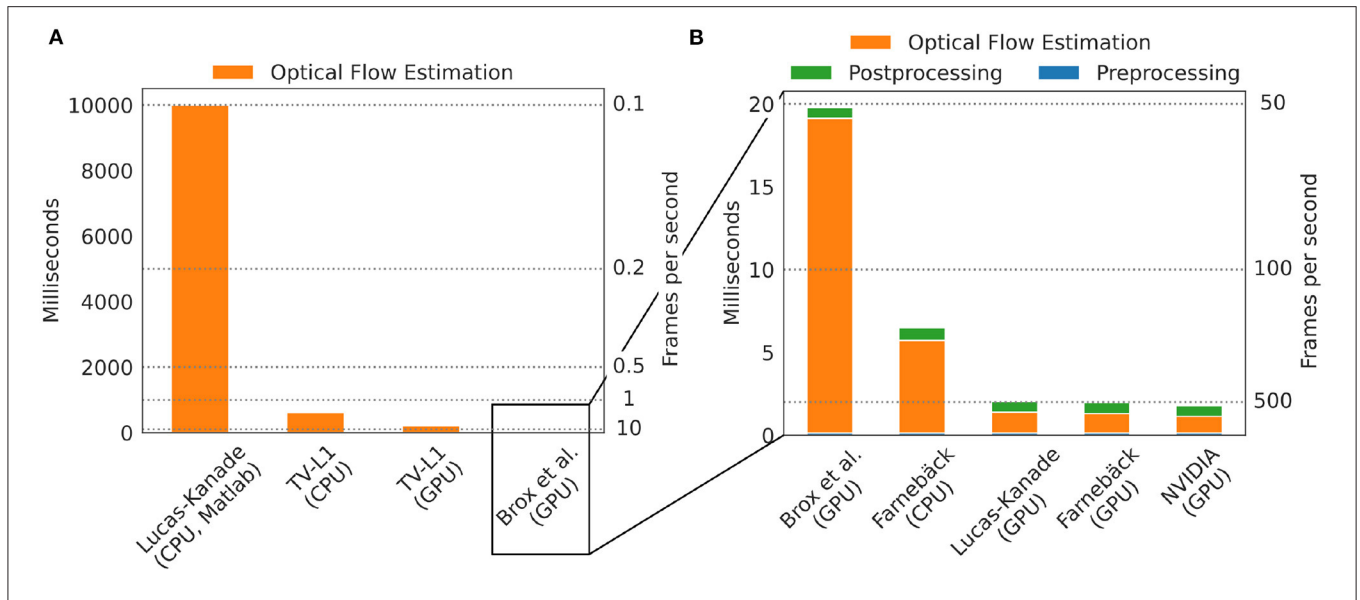 A
Optical Flow Estimation
10000
8000
6000
4000
2000
0
Milliseconds
0.1
0.2
0.5
1
10
Frames per second
Lucas-Kanade
(CPU, Matlab)
TV-L1
(CPU)
TV-L1
(GPU)
Brox et al.
(GPU)
B
Optical Flow Estimation
Postprocessing Preprocessing
20
15
10
5
0
Milliseconds
50
100
500
Frames per second
Brox et al.
(GPU)
Farnebäck
(CPU)
Lucas-Kanade
(GPU)
Farnebäck
(GPU)
NVIDIA
(GPU)